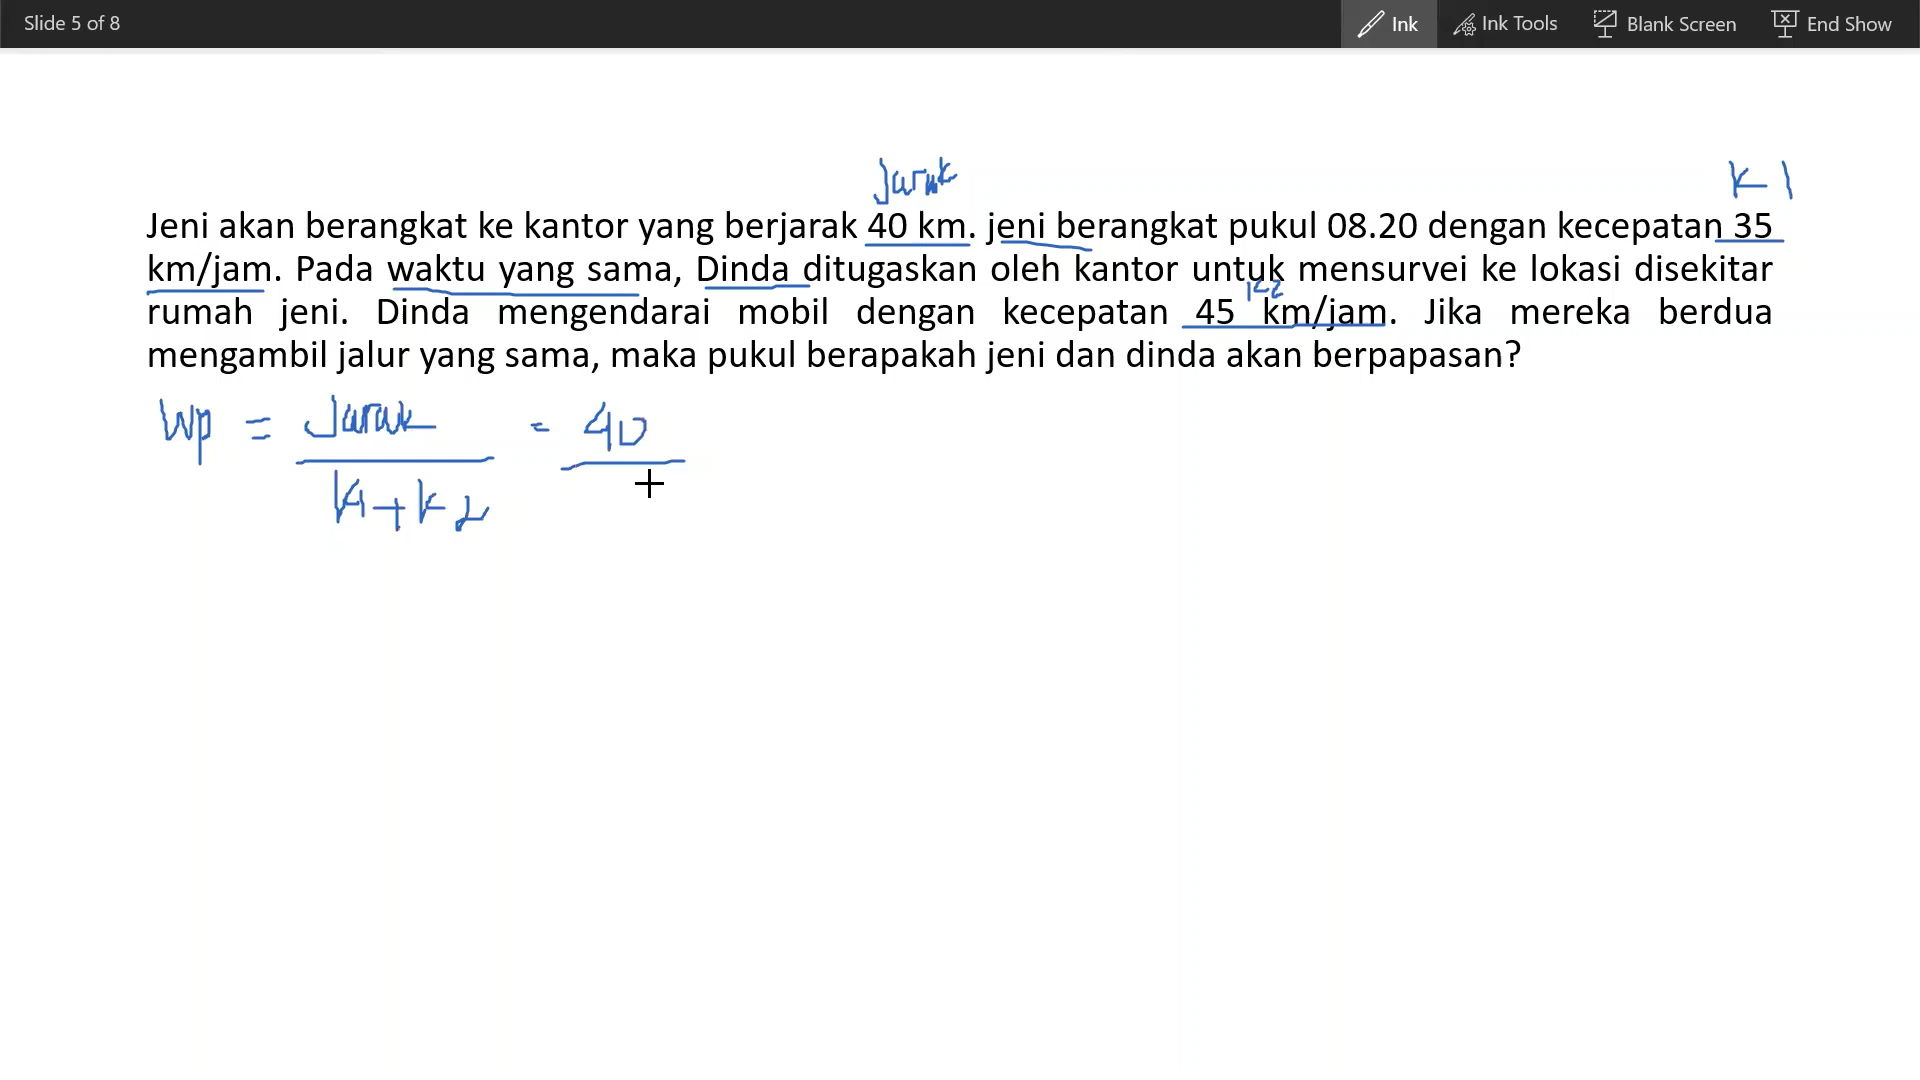 Slide 5 of 8
Ink
Ink Tools
Blank Screen
End Show
Jarak
K1
Jeni akan berangkat ke kantor yang berjarak 40 km. jeni berangkat pukul 08.20 dengan kecepatan 35
km/jam. Pada waktu yang sama, Dinda ditugaskan oleh kantor untuk mensurvei ke lokasi disekitar
K2
rumah jeni. Dinda mengendarai mobil dengan kecepatan 45 km/jam. Jika mereka berdua
mengambil jalur yang sama, maka pukul berapakah jeni dan dinda akan berpapasan?
Wp = Jarak = 40
K1+K2